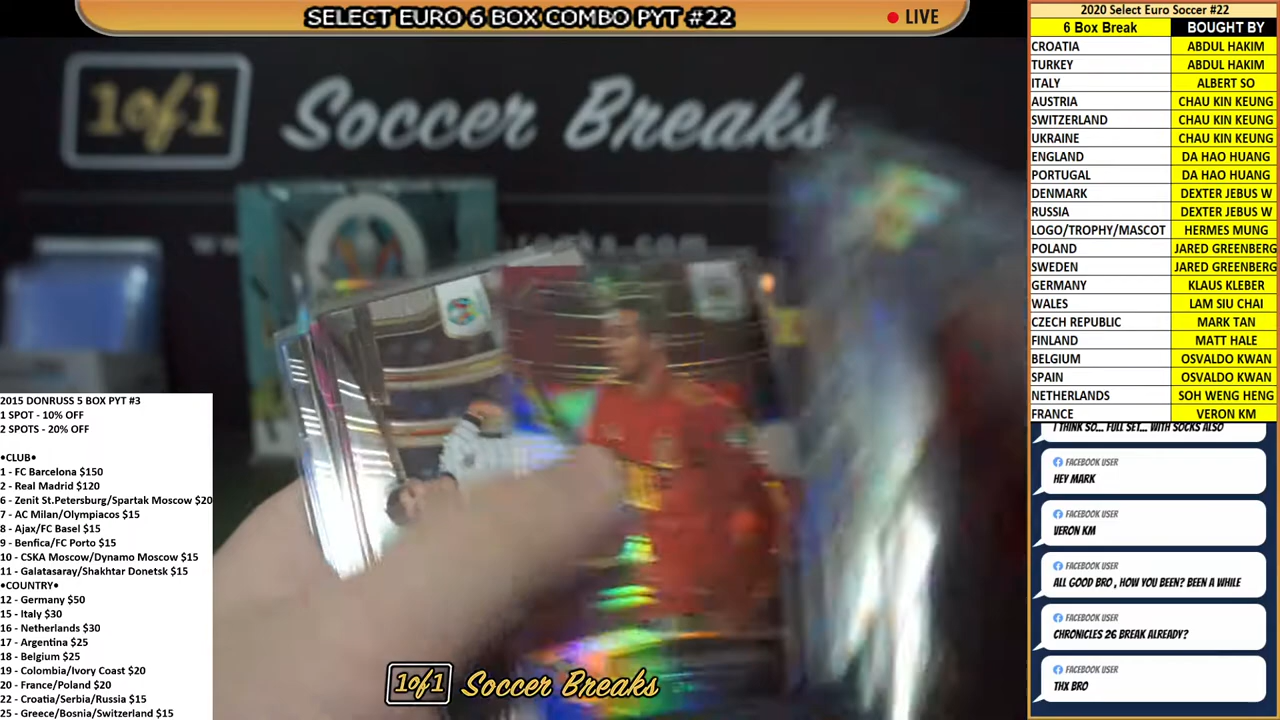 SELECT EURO 6 BOX COMBO PYT #22
LIVE
1of1 Soccer Breaks
2020 Select Euro Soccer #22
6 Box Break BOUGHT BY
CROATIA ABDUL HAKIM
TURKEY ABDUL HAKIM
ITALY ALBERT SO
AUSTRIA CHAU KIN KEUNG
SWITZERLAND CHAU KIN KEUNG
UKRAINE CHAU KIN KEUNG
ENGLAND DA HAO HUANG
PORTUGAL DA HAO HUANG
DENMARK DEXTER JEBUS W
RUSSIA DEXTER JEBUS W
LOGO/TROPHY/MASCOT HERMES MUNG
POLAND JARED GREENBERG
SWEDEN JARED GREENBERG
GERMANY KLAUS KLEBER
WALES LAM SIU CHAI
CZECH REPUBLIC MARK TAN
FINLAND MATT HALE
BELGIUM OSVALDO KWAN
SPAIN OSVALDO KWAN
NETHERLANDS SOH WENG HENG
FRANCE VERON KM
I THINK SO... FULL SET... WITH SOCKS ALSO
FACEBOOK USER
HEY MARK
FACEBOOK USER
VERON KM
FACEBOOK USER
ALL GOOD BRO , HOW YOU BEEN? BEEN A WHILE
FACEBOOK USER
CHRONICLES 26 BREAK ALREADY?
FACEBOOK USER
THX BRO
2015 DONRUSS 5 BOX PYT #3
1 SPOT - 10% OFF
2 SPOTS - 20% OFF
•CLUB•
1 - FC Barcelona $150
2 - Real Madrid $120
6 - Zenit St.Petersburg/Spartak Moscow $20
7 - AC Milan/Olympiacos $15
8 - Ajax/FC Basel $15
9 - Benfica/FC Porto $15
10 - CSKA Moscow/Dynamo Moscow $15
11 - Galatasaray/Shakhtar Donetsk $15
•COUNTRY•
12 - Germany $50
15 - Italy $30
16 - Netherlands $30
17 - Argentina $25
18 - Belgium $25
19 - Colombia/Ivory Coast $20
20 - France/Poland $20
22 - Croatia/Serbia/Russia $15
25 - Greece/Bosnia/Switzerland $15
1of1 Soccer Breaks